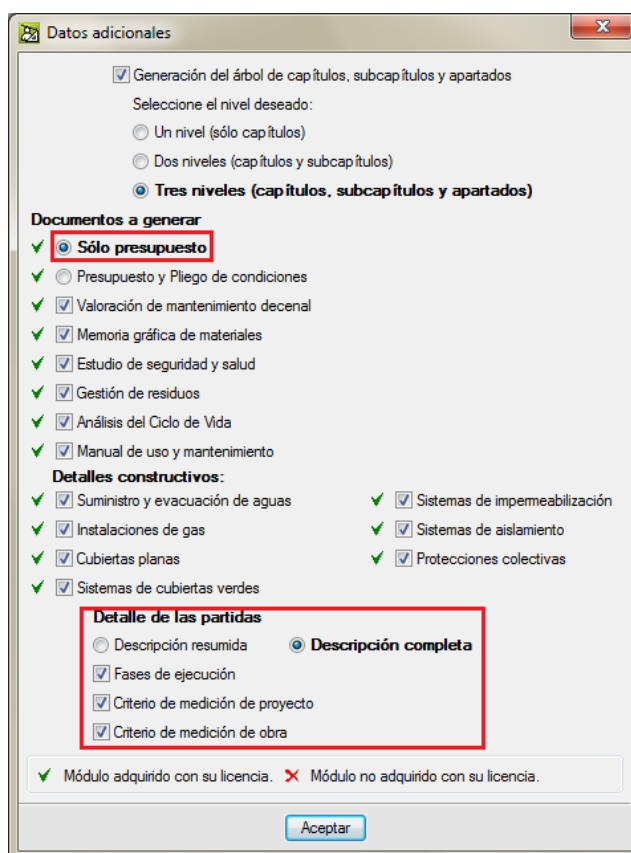 Datos adicionales
Generación del árbol de capítulos, subcapítulos y apartados
Seleccione el nivel deseado:
Un nivel (sólo capítulos)
Dos niveles (capítulos y subcapítulos)
Tres niveles (capítulos, subcapítulos y apartados)
Documentos a generar
Sólo presupuesto
Presupuesto y Pliego de condiciones
Valoración de mantenimiento decenal
Memoria gráfica de materiales
Estudio de seguridad y salud
Gestión de residuos
Análisis del Ciclo de Vida
Manual de uso y mantenimiento
Detalles constructivos:
Suministro y evacuación de aguas Sistemas de impermeabilización
Instalaciones de gas Sistemas de aislamiento
Cubiertas planas Protecciones colectivas
Sistemas de cubiertas verdes
Detalle de las partidas
Descripción resumida Descripción completa
Fases de ejecución
Criterio de medición de proyecto
Criterio de medición de obra
Módulo adquirido con su licencia. Módulo no adquirido con su licencia.
Aceptar